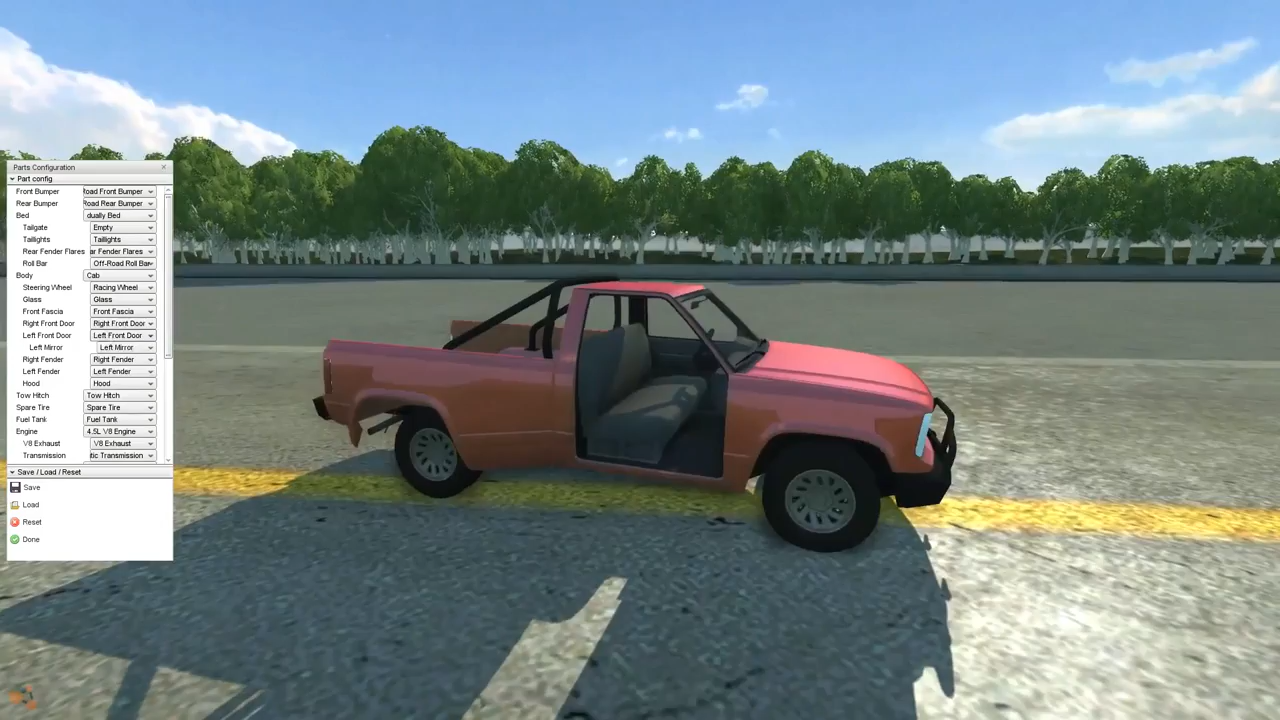 Parts Configuration
Part config
Front Bumper Road Front Bumper
Rear Bumper Road Rear Bumper
Bed dually Bed
Tailgate Empty
Taillights Taillights
Rear Fender Flares ar Fender Flares
Roll Bar Off-Road Roll Bar
Body Cab
Steering Wheel Racing Wheel
Glass Glass
Front Fascia Front Fascia
Right Front Door Right Front Door
Left Front Door Left Front Door
Left Mirror Left Mirror
Right Fender Right Fender
Left Fender Left Fender
Hood Hood
Tow Hitch Tow Hitch
Spare Tire Spare Tire
Fuel Tank Fuel Tank
Engine 4.5L V8 Engine
V8 Exhaust V8 Exhaust
Transmission tic Transmission
Save / Load / Reset
Save
Load
Reset
Done